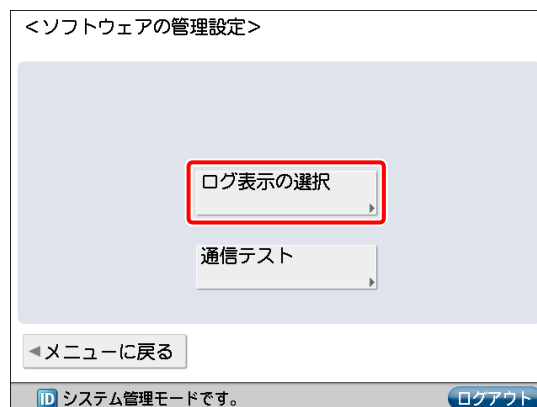 <ソフトウェアの管理設定>
ログ表示の選択
通信テスト
メニューに戻る
ID システム管理モードです。
ログアウト